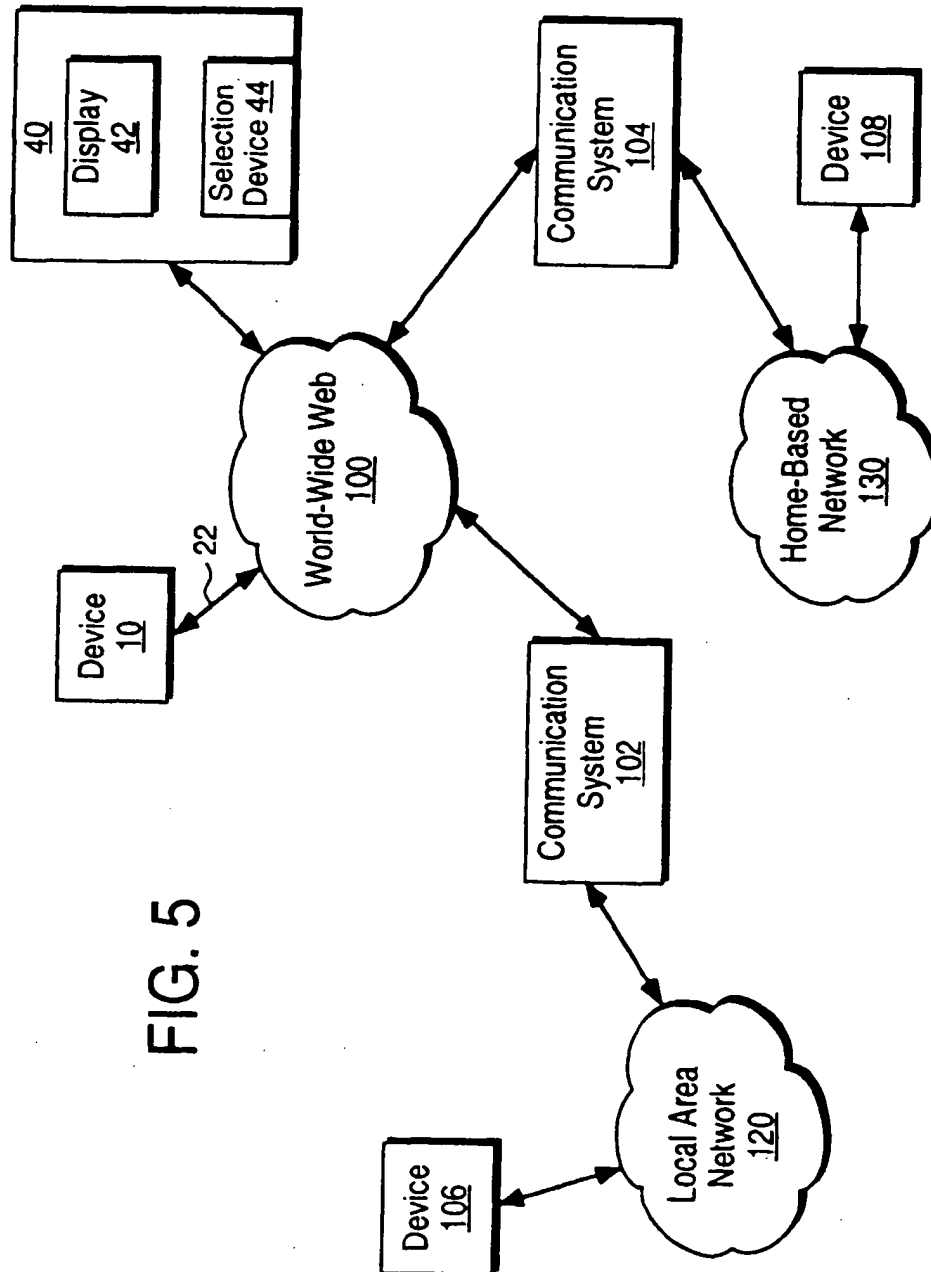 FIG. 5
Device
10
22
40
Display
42
Selection
Device 44
World-Wide Web
100
Communication
System
102
Communication
System
104
Device
106
Local Area
Network
120
Home-Based
Network
130
Device
108